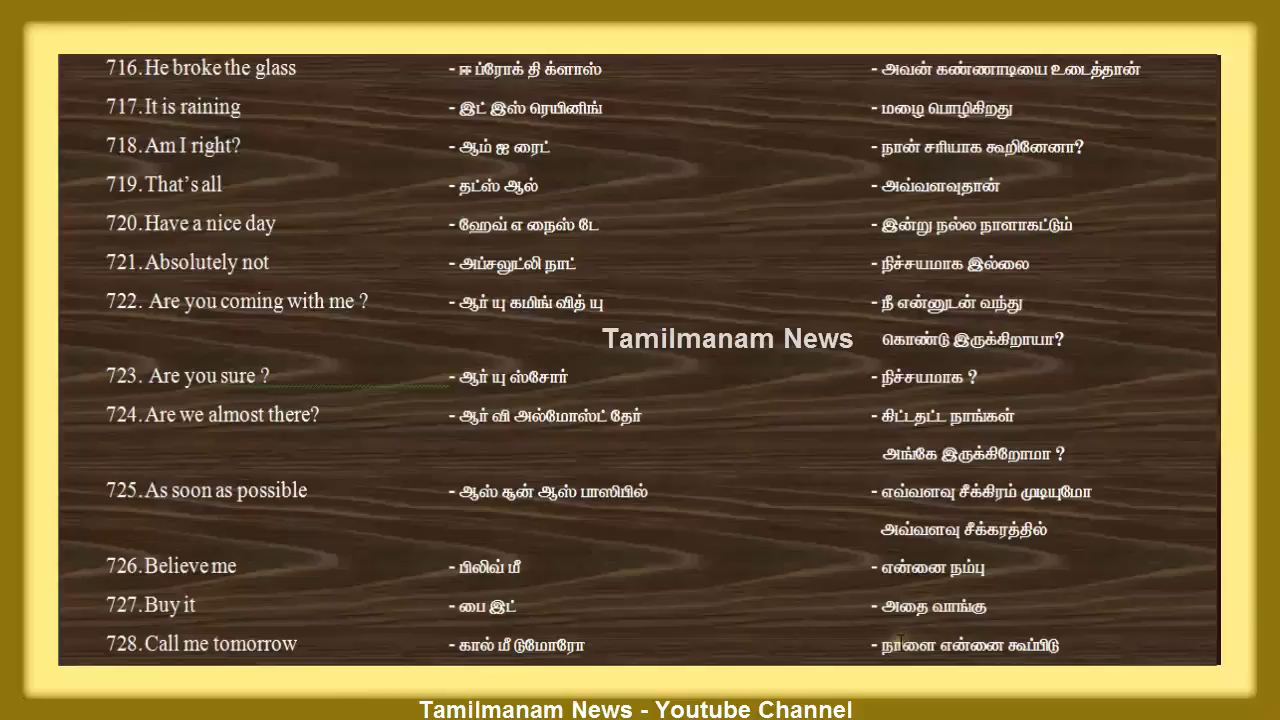 716. He broke the glass - ஈ ப்ரோக் தி க்ளாஸ் - அவன் கண்ணாடியை உடைத்தான்
717. It is raining - இட் இஸ் ரெயினிங் - மழை பொழிகிறது
718. Am I right? - ஆம் ஐ ரைட் - நான் சரியாக கூறினேனா?
719. That's all - தட்ஸ் ஆல் - அவ்வளவுதான்
720. Have a nice day - ஹேவ் எ நைஸ் டே - இன்று நல்ல நாளாகட்டும்
721. Absolutely not - அப்சலுட்லி நாட் - நிச்சயமாக இல்லை
722. Are you coming with me ? - ஆர் யு கமிங் வித் யு - நீ என்னுடன் வந்து
Tamilmanam News கொண்டு இருக்கிறாயா?
723. Are you sure ? - ஆர் யு ஸ்சோர் - நிச்சயமாக ?
724. Are we almost there? - ஆர் வி அல்மோஸ்ட் தேர் - கிட்டதட்ட நாங்கள்
அங்கே இருக்கிறோமா ?
725. As soon as possible - ஆஸ் சூன் ஆஸ் பாஸிபில் - எவ்வளவு சீக்கிரம் முடியுமோ
அவ்வளவு சீக்கரத்தில்
726. Believe me - பிலிவ் மீ - என்னை நம்பு
727. Buy it - பை இட் - அதை வாங்கு
728. Call me tomorrow - கால் மீ டுமோரோ - நாளை என்னை கூப்பிடு
Tamilmanam News - Youtube Channel